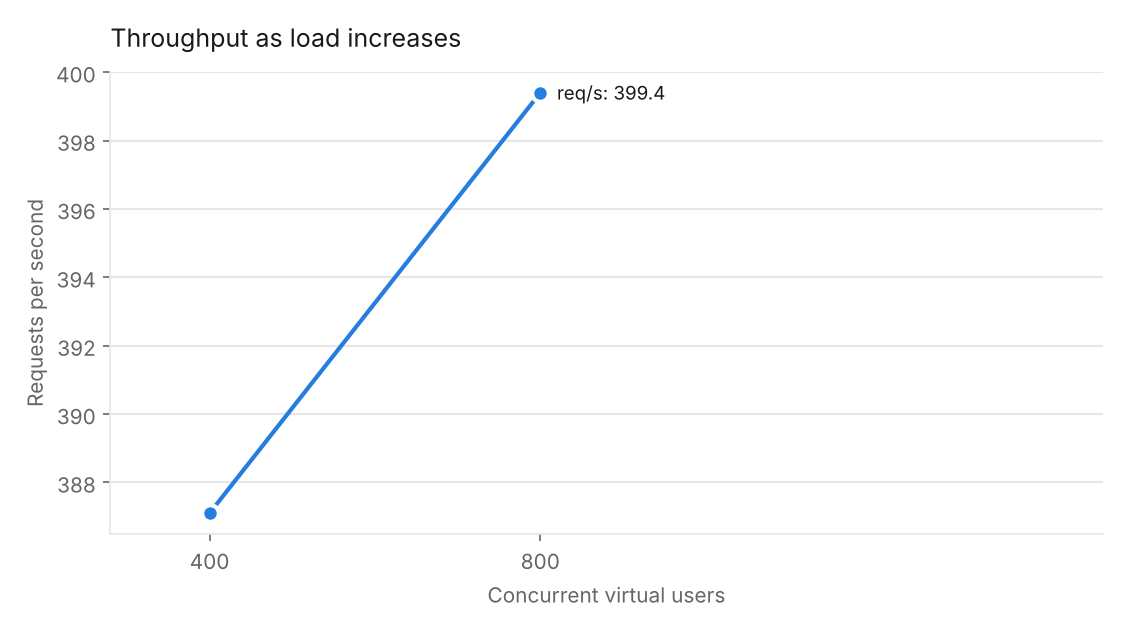 Throughput as load increases
400
req/s: 399.4
398
396
394
392
390
388
Requests per second
400
800
Concurrent virtual users